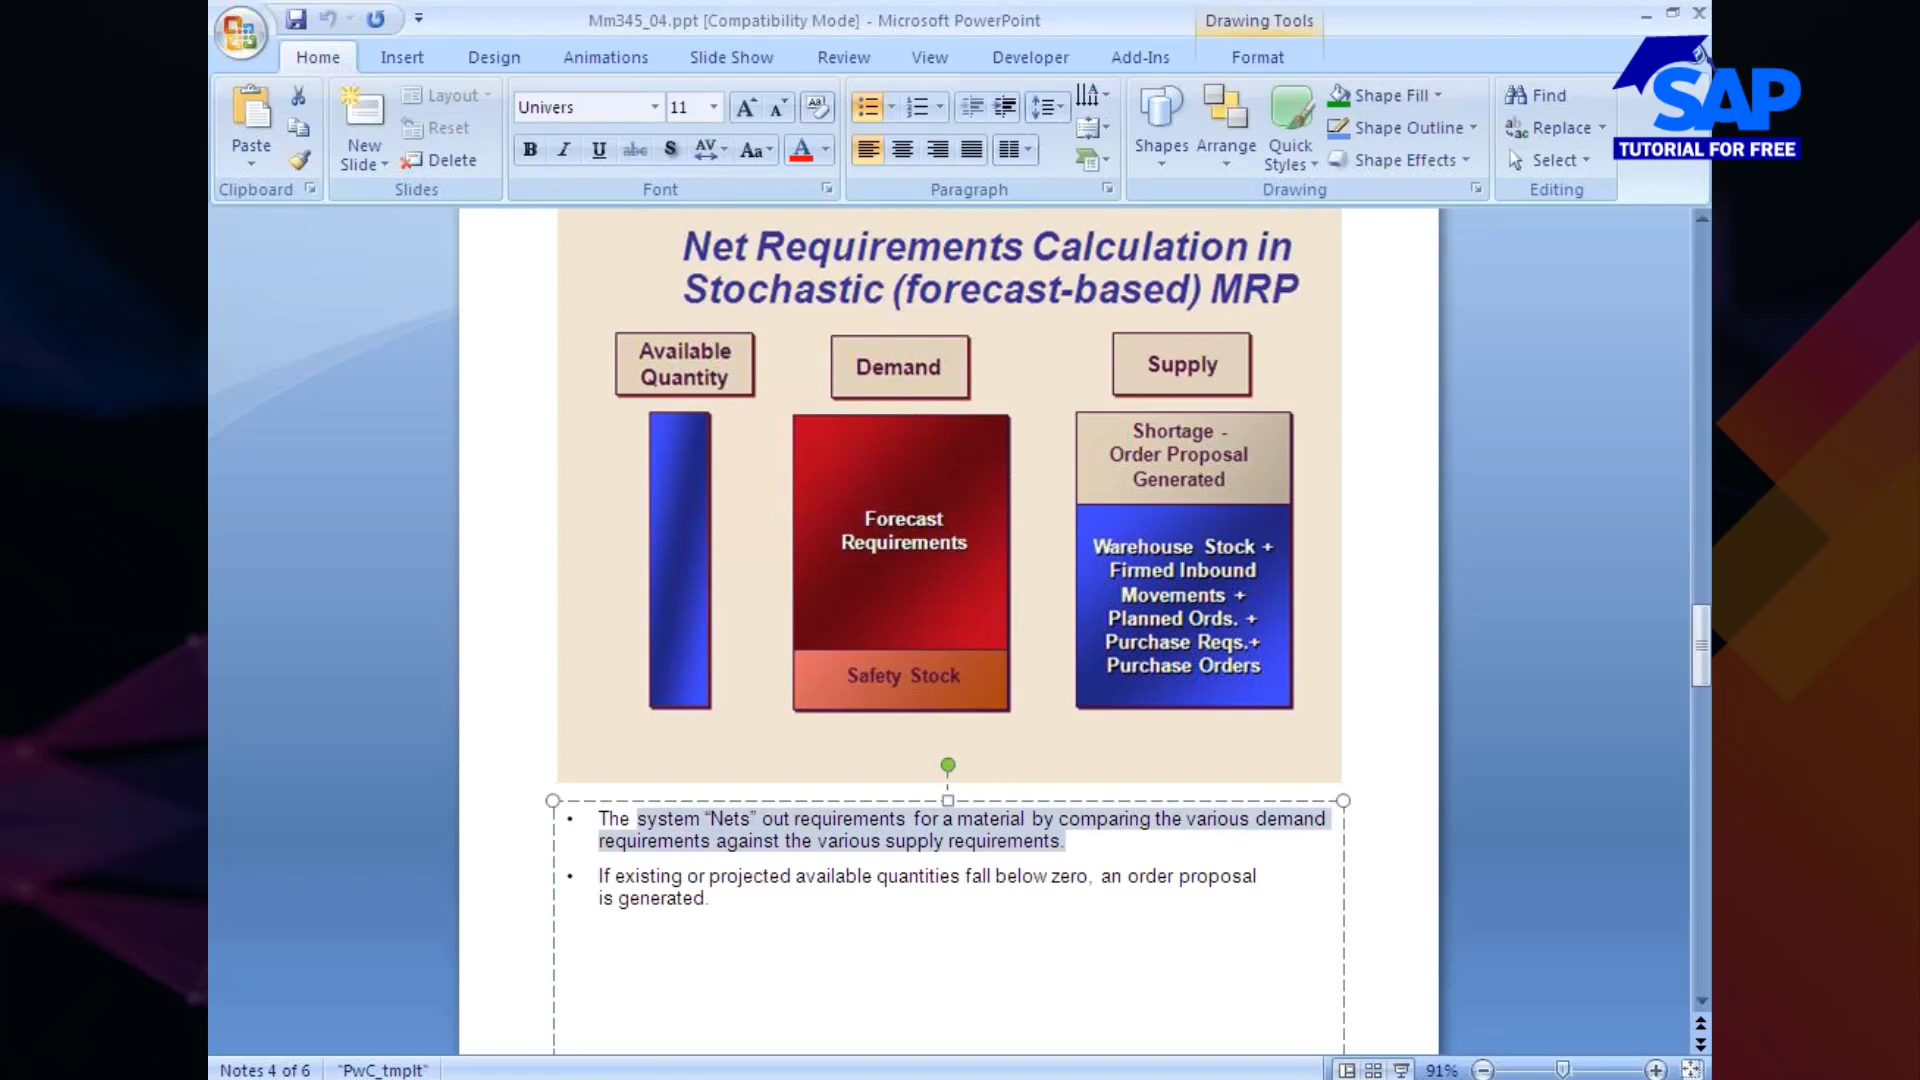 Mm345_04.ppt [Compatibility Mode] - Microsoft PowerPoint
Drawing Tools
Home
Insert
Design
Animations
Slide Show
Review
View
Developer
Add-Ins
Format
SAP
TUTORIAL FOR FREE
Paste
Clipboard
New
Slide
Layout
Reset
Delete
Slides
Univers
11
B I U abc S AV Aa A
Font
Paragraph
Shapes
Arrange
Quick
Styles
Shape Fill
Shape Outline
Shape Effects
Drawing
Find
Replace
Select
Editing
Net Requirements Calculation in
Stochastic (forecast-based) MRP
Available
Quantity
Demand
Supply
Forecast
Requirements
Safety Stock
Shortage -
Order Proposal
Generated
Warehouse Stock +
Firmed Inbound
Movements +
Planned Ords. +
Purchase Reqs.+
Purchase Orders
• The system “Nets” out requirements for a material by comparing the various demand
requirements against the various supply requirements.
• If existing or projected available quantities fall below zero, an order proposal
is generated.
Notes 4 of 6
"PwC_tmplt"
91%